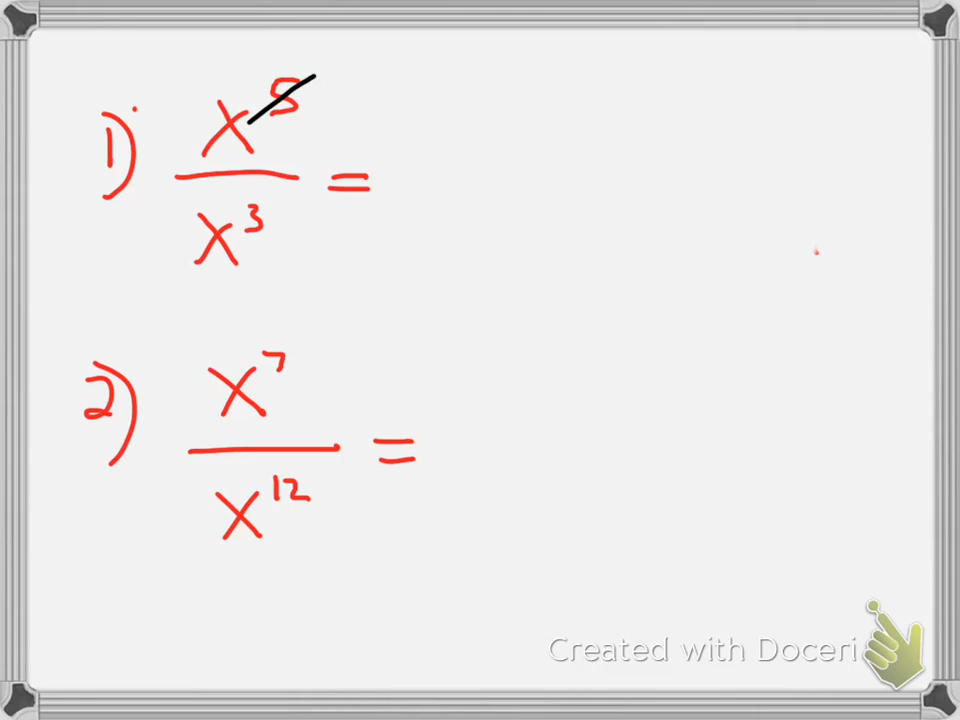 1) x^5
x^3 =
2) x^7
x^12 =
Created with Doceri